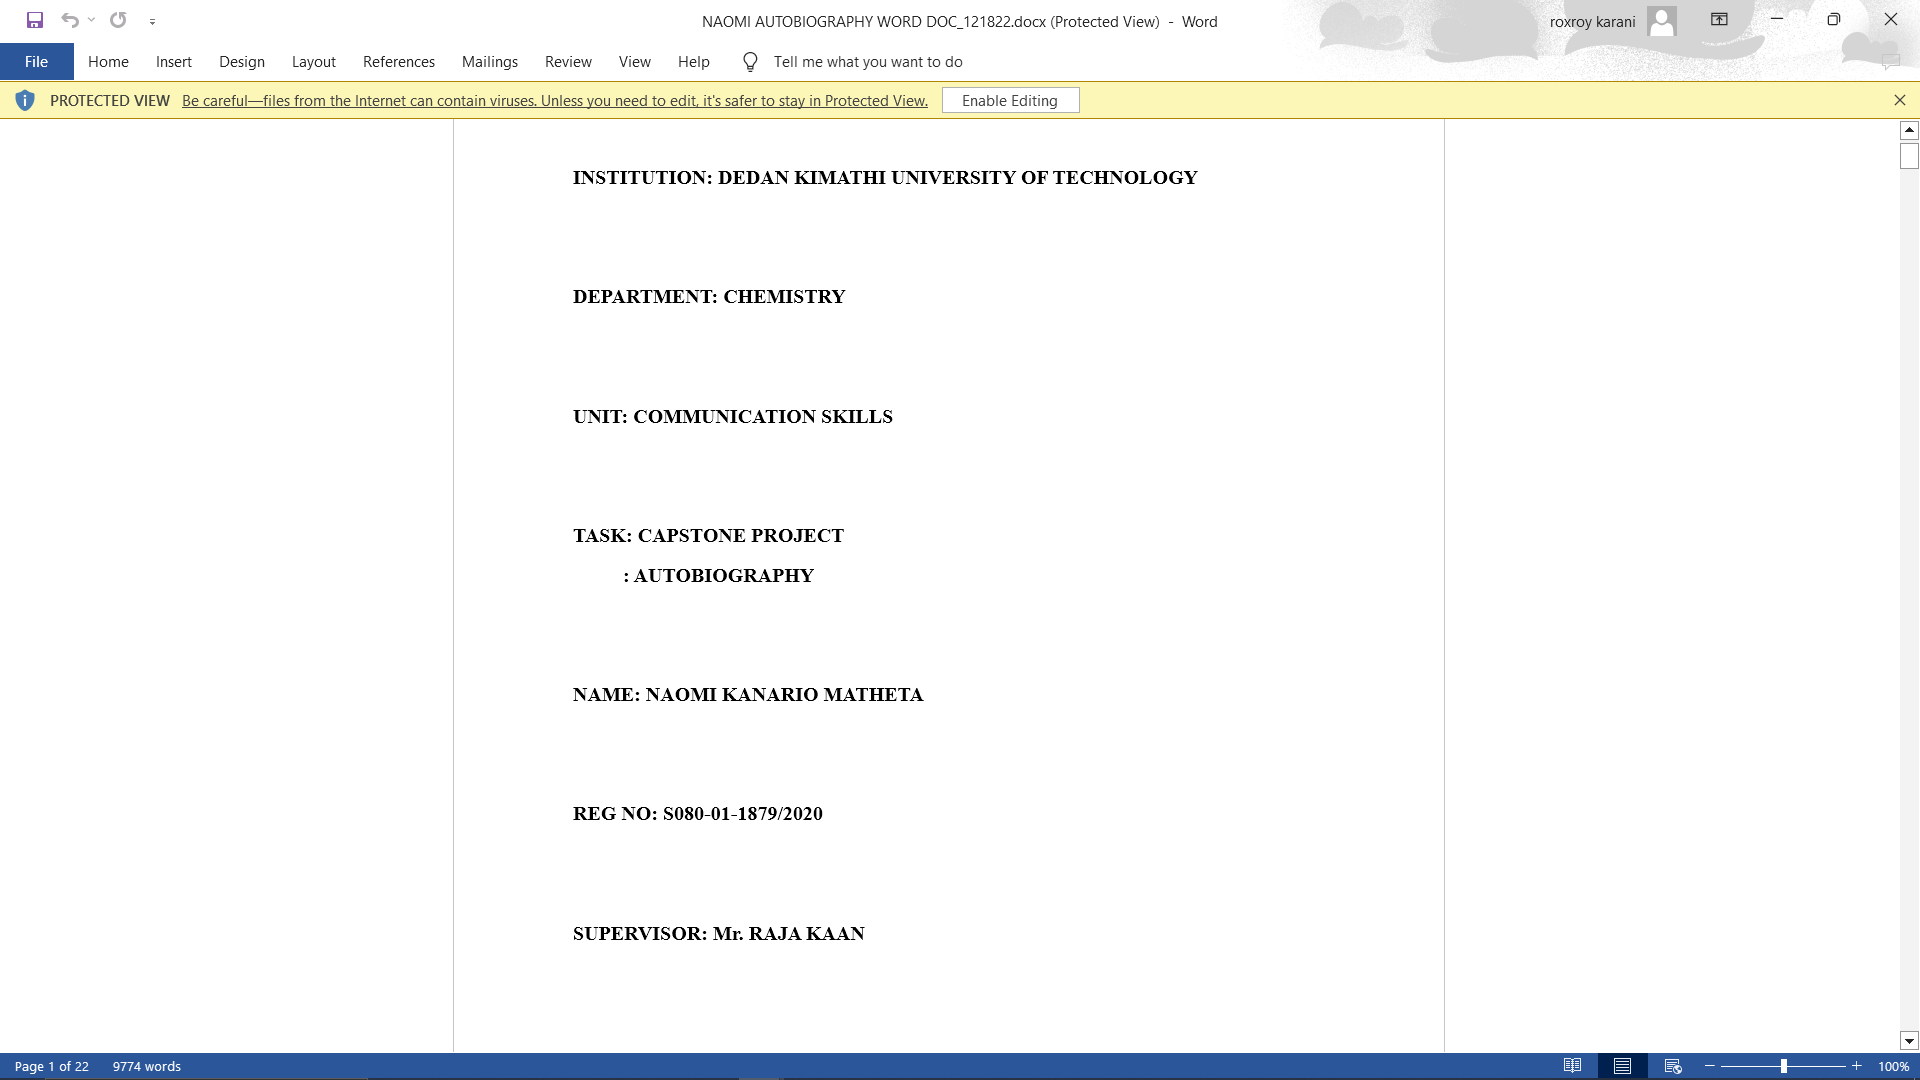 NAOMI AUTOBIOGRAPHY WORD DOC_121822.docx (Protected View) - Word
roxroy karani
File Home Insert Design Layout References Mailings Review View Help Tell me what you want to do
PROTECTED VIEW Be careful—files from the Internet can contain viruses. Unless you need to edit, it's safer to stay in Protected View. Enable Editing
INSTITUTION: DEDAN KIMATHI UNIVERSITY OF TECHNOLOGY
DEPARTMENT: CHEMISTRY
UNIT: COMMUNICATION SKILLS
TASK: CAPSTONE PROJECT
: AUTOBIOGRAPHY
NAME: NAOMI KANARIO MATHETA
REG NO: S080-01-1879/2020
SUPERVISOR: Mr. RAJA KAAN
Page 1 of 22 9774 words 100%